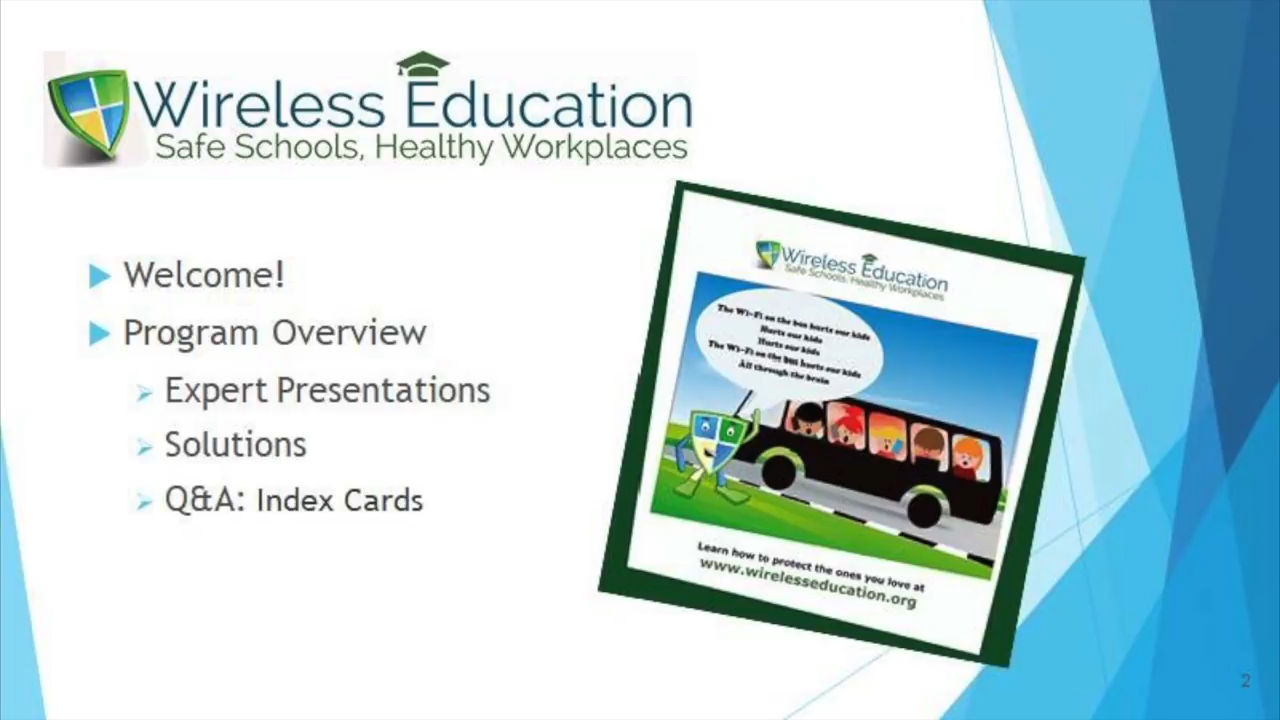 Wireless Education
Safe Schools, Healthy Workplaces
Welcome!
Program Overview
Expert Presentations
Solutions
Q&A: Index Cards
Wireless Education
Safe Schools, Healthy Workplaces
The Wi-Fi on the bus hurts our kids
Hurts our kids
Hurts our kids
The Wi-Fi on the bus hurts our kids
All through the brain
Learn how to protect the ones you love at
www.wirelesseducation.org
2